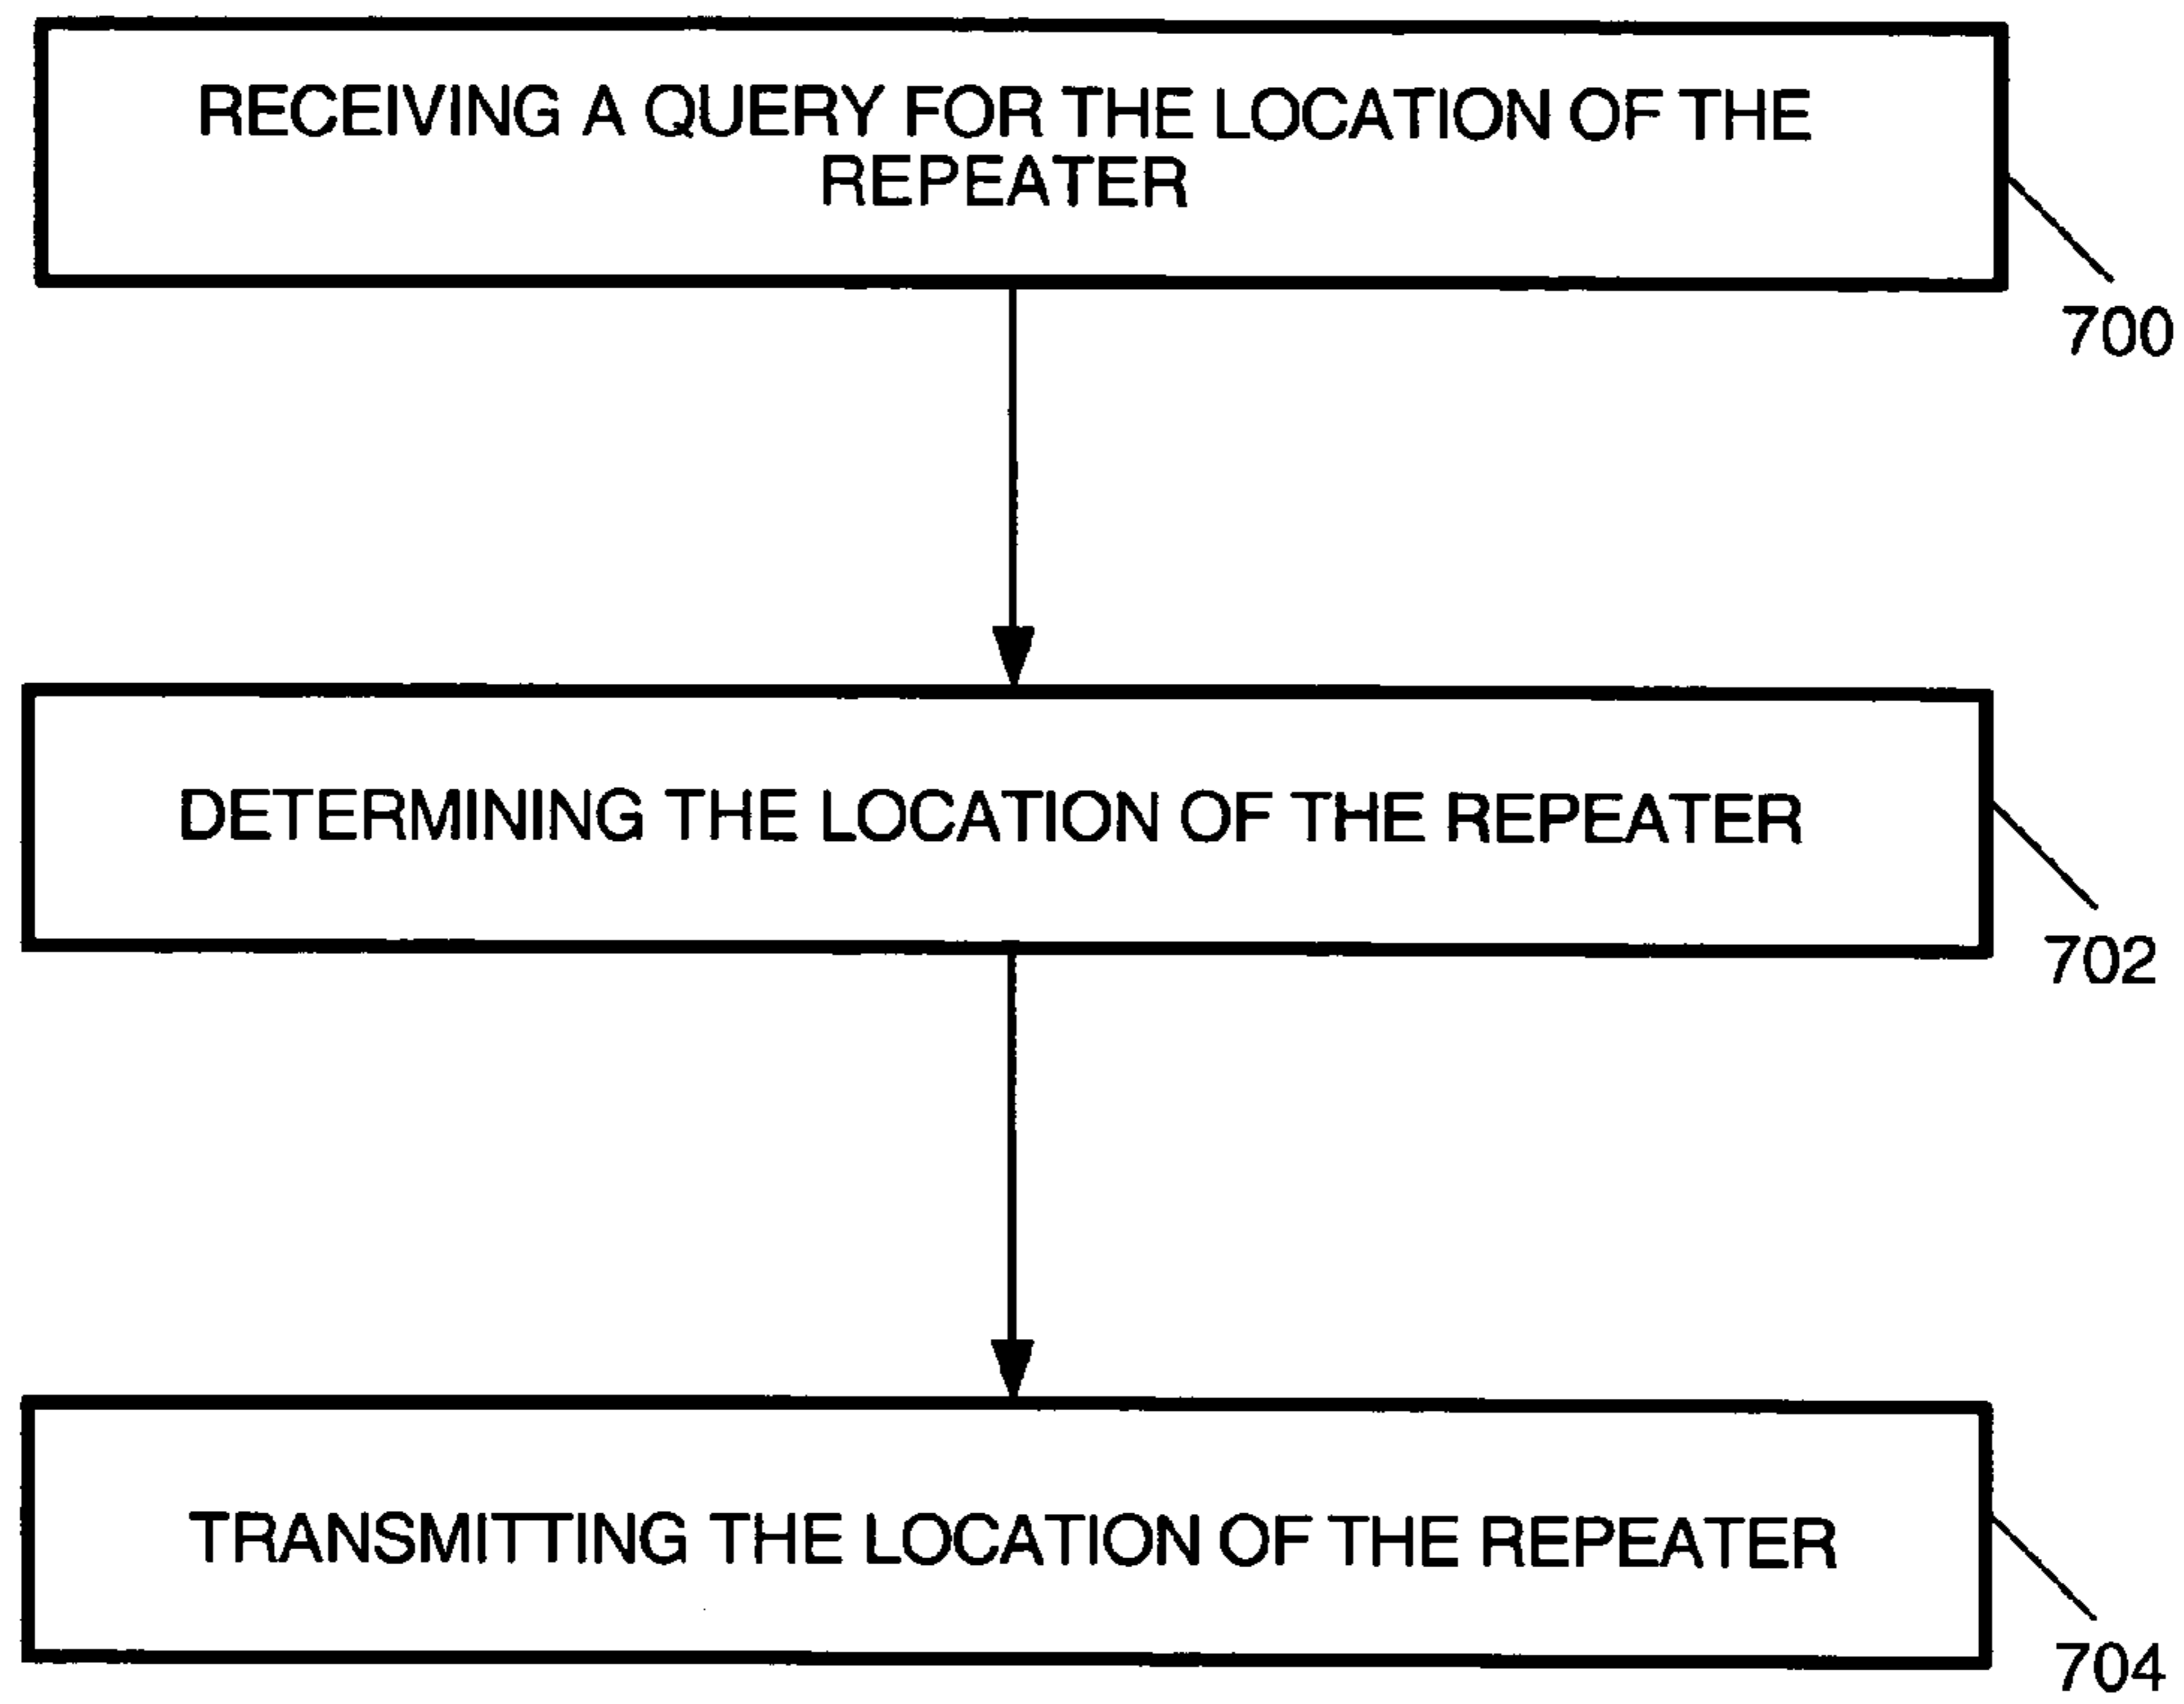 RECEIVING A QUERY FOR THE LOCATION OF THE
REPEATER
700
DETERMINING THE LOCATION OF THE REPEATER
702
TRANSMITTING THE LOCATION OF THE REPEATER
704